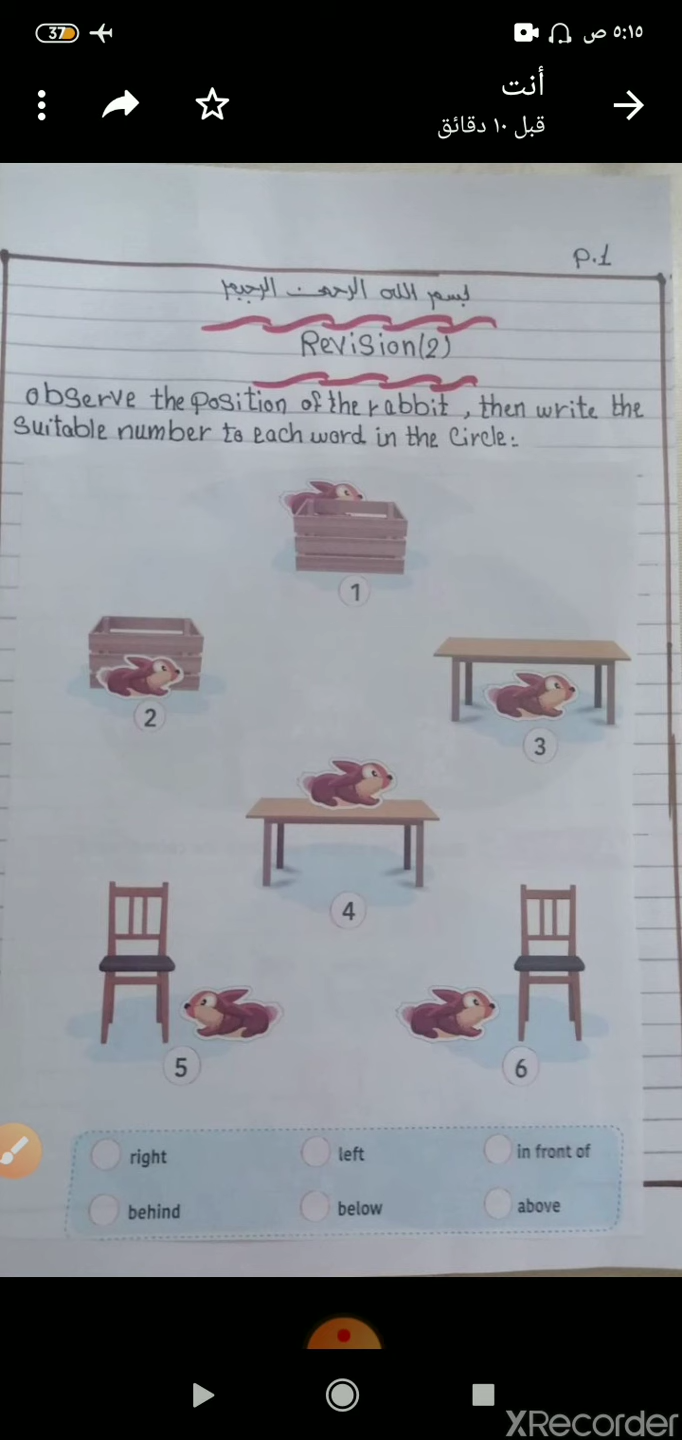 37
٥:١٥ ص
أنت
قبل ١٠ دقائق
P.1
بسم الله الرحمن الرحيم
Revision(2)
observe the position of the rabbit, then write the
suitable number to each word in the circle:
1
2
3
4
5
6
right
left
in front of
behind
below
above
XRecorder